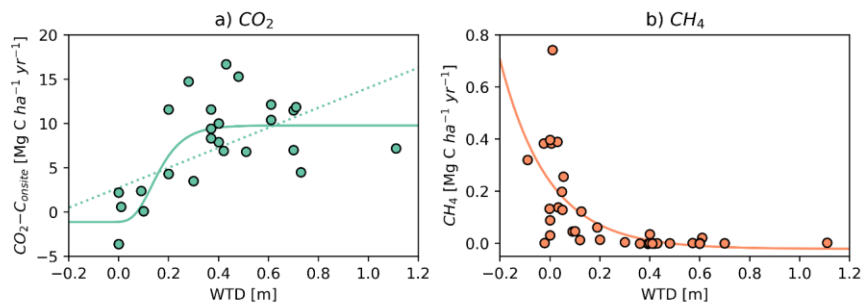 a) CO₂
b) CH₄
CO₂−C_onsite [Mg C ha⁻¹ yr⁻¹]
20
15
10
5
0
−5
−0.2 0.0 0.2 0.4 0.6 0.8 1.0 1.2
WTD [m]
CH₄ [Mg C ha⁻¹ yr⁻¹]
0.8
0.6
0.4
0.2
0.0
−0.2 0.0 0.2 0.4 0.6 0.8 1.0 1.2
WTD [m]